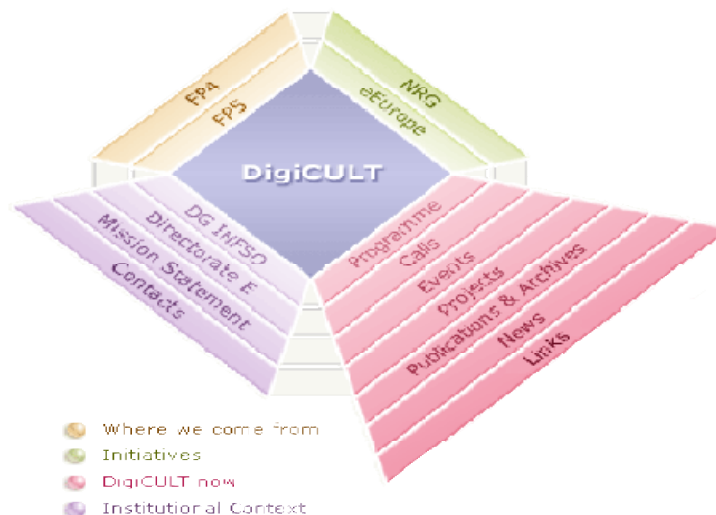 FP4
FP5
NRG
eEurope
DigiCULT
DG INFSO
Directorate E
Mission Statement
Contacts
Programme
Calls
Events
Projects
Publications & Archives
News
Links
Where we come from
Initiatives
DigiCULT now
Institutional Context